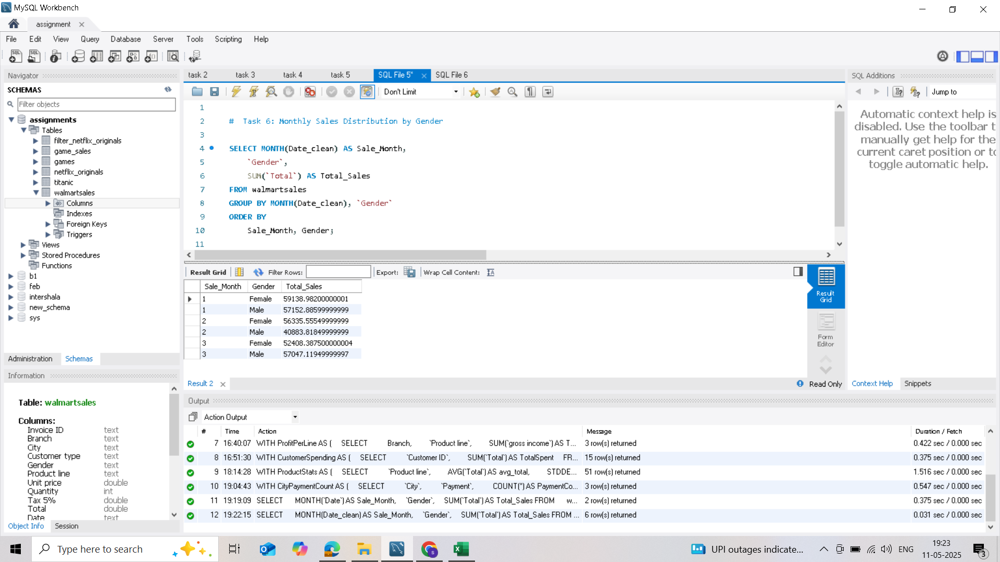 MySQL Workbench
assignment
File Edit View Query Database Server Tools Scripting Help
Navigator
SCHEMAS
Filter objects
assignments
Tables
filter_netflix_originals
game_sales
games
netflix_originals
titanic
walmartsales
Columns
Indexes
Foreign Keys
Triggers
Views
Stored Procedures
Functions
b1
feb
intershala
new_schema
sys
Administration Schemas
Information
Table: walmartsales
Columns:
Invoice ID text
Branch text
City text
Customer type text
Gender text
Product line text
Unit price double
Quantity int
Tax 5% double
Total double
Date text
Object Info Session
task 2 task 3 task 4 task 5 SQL File 5* SQL File 6
Don't Limit
1
2 # Task 6: Monthly Sales Distribution by Gender
3
4 SELECT MONTH(Date_clean) AS Sale_Month,
5 `Gender`,
6 SUM(`Total`) AS Total_Sales
7 FROM walmartsales
8 GROUP BY MONTH(Date_clean), `Gender`
9 ORDER BY
10 Sale_Month, Gender;
11
Result Grid Filter Rows: Export: Wrap Cell Content:
Sale_Month Gender Total_Sales
1 Female 59138.98200000001
1 Male 57152.88599999999
2 Female 56335.55549999999
2 Male 40883.81849999999
3 Female 52408.387500000004
3 Male 57047.11949999997
Result Grid
Form Editor
Result 2
Read Only
SQL Additions
Jump to
Automatic context help is
disabled. Use the toolbar t
manually get help for the
current caret position or to
toggle automatic help.
Context Help Snippets
Output
Action Output
# Time Action Message Duration / Fetch
7 16:40:07 WITH ProfitPerLine AS ( SELECT Branch, `Product line`, SUM(`gross income`) AS T... 3 row(s) returned 0.422 sec / 0.000 sec
8 16:51:30 WITH CustomerSpending AS ( SELECT `Customer ID`, SUM(`Total`) AS TotalSpent FR... 15 row(s) returned 0.375 sec / 0.000 sec
9 18:14:28 WITH ProductStats AS ( SELECT `Product line`, AVG(`Total`) AS avg_total, STDDE... 51 row(s) returned 1.516 sec / 0.000 sec
10 19:04:43 WITH CityPaymentCount AS ( SELECT `City`, `Payment`, COUNT(*) AS PaymentCo... 3 row(s) returned 0.547 sec / 0.000 sec
11 19:19:09 SELECT MONTH(`Date`) AS Sale_Month, `Gender`, SUM(`Total`) AS Total_Sales FROM w... 2 row(s) returned 0.375 sec / 0.000 sec
12 19:22:15 SELECT MONTH(Date_clean) AS Sale_Month, `Gender`, SUM(`Total`) AS Total_Sales FROM ... 6 row(s) returned 0.031 sec / 0.000 sec
Type here to search
UPI outages indicate...
ENG
19:23
11-05-2025
3